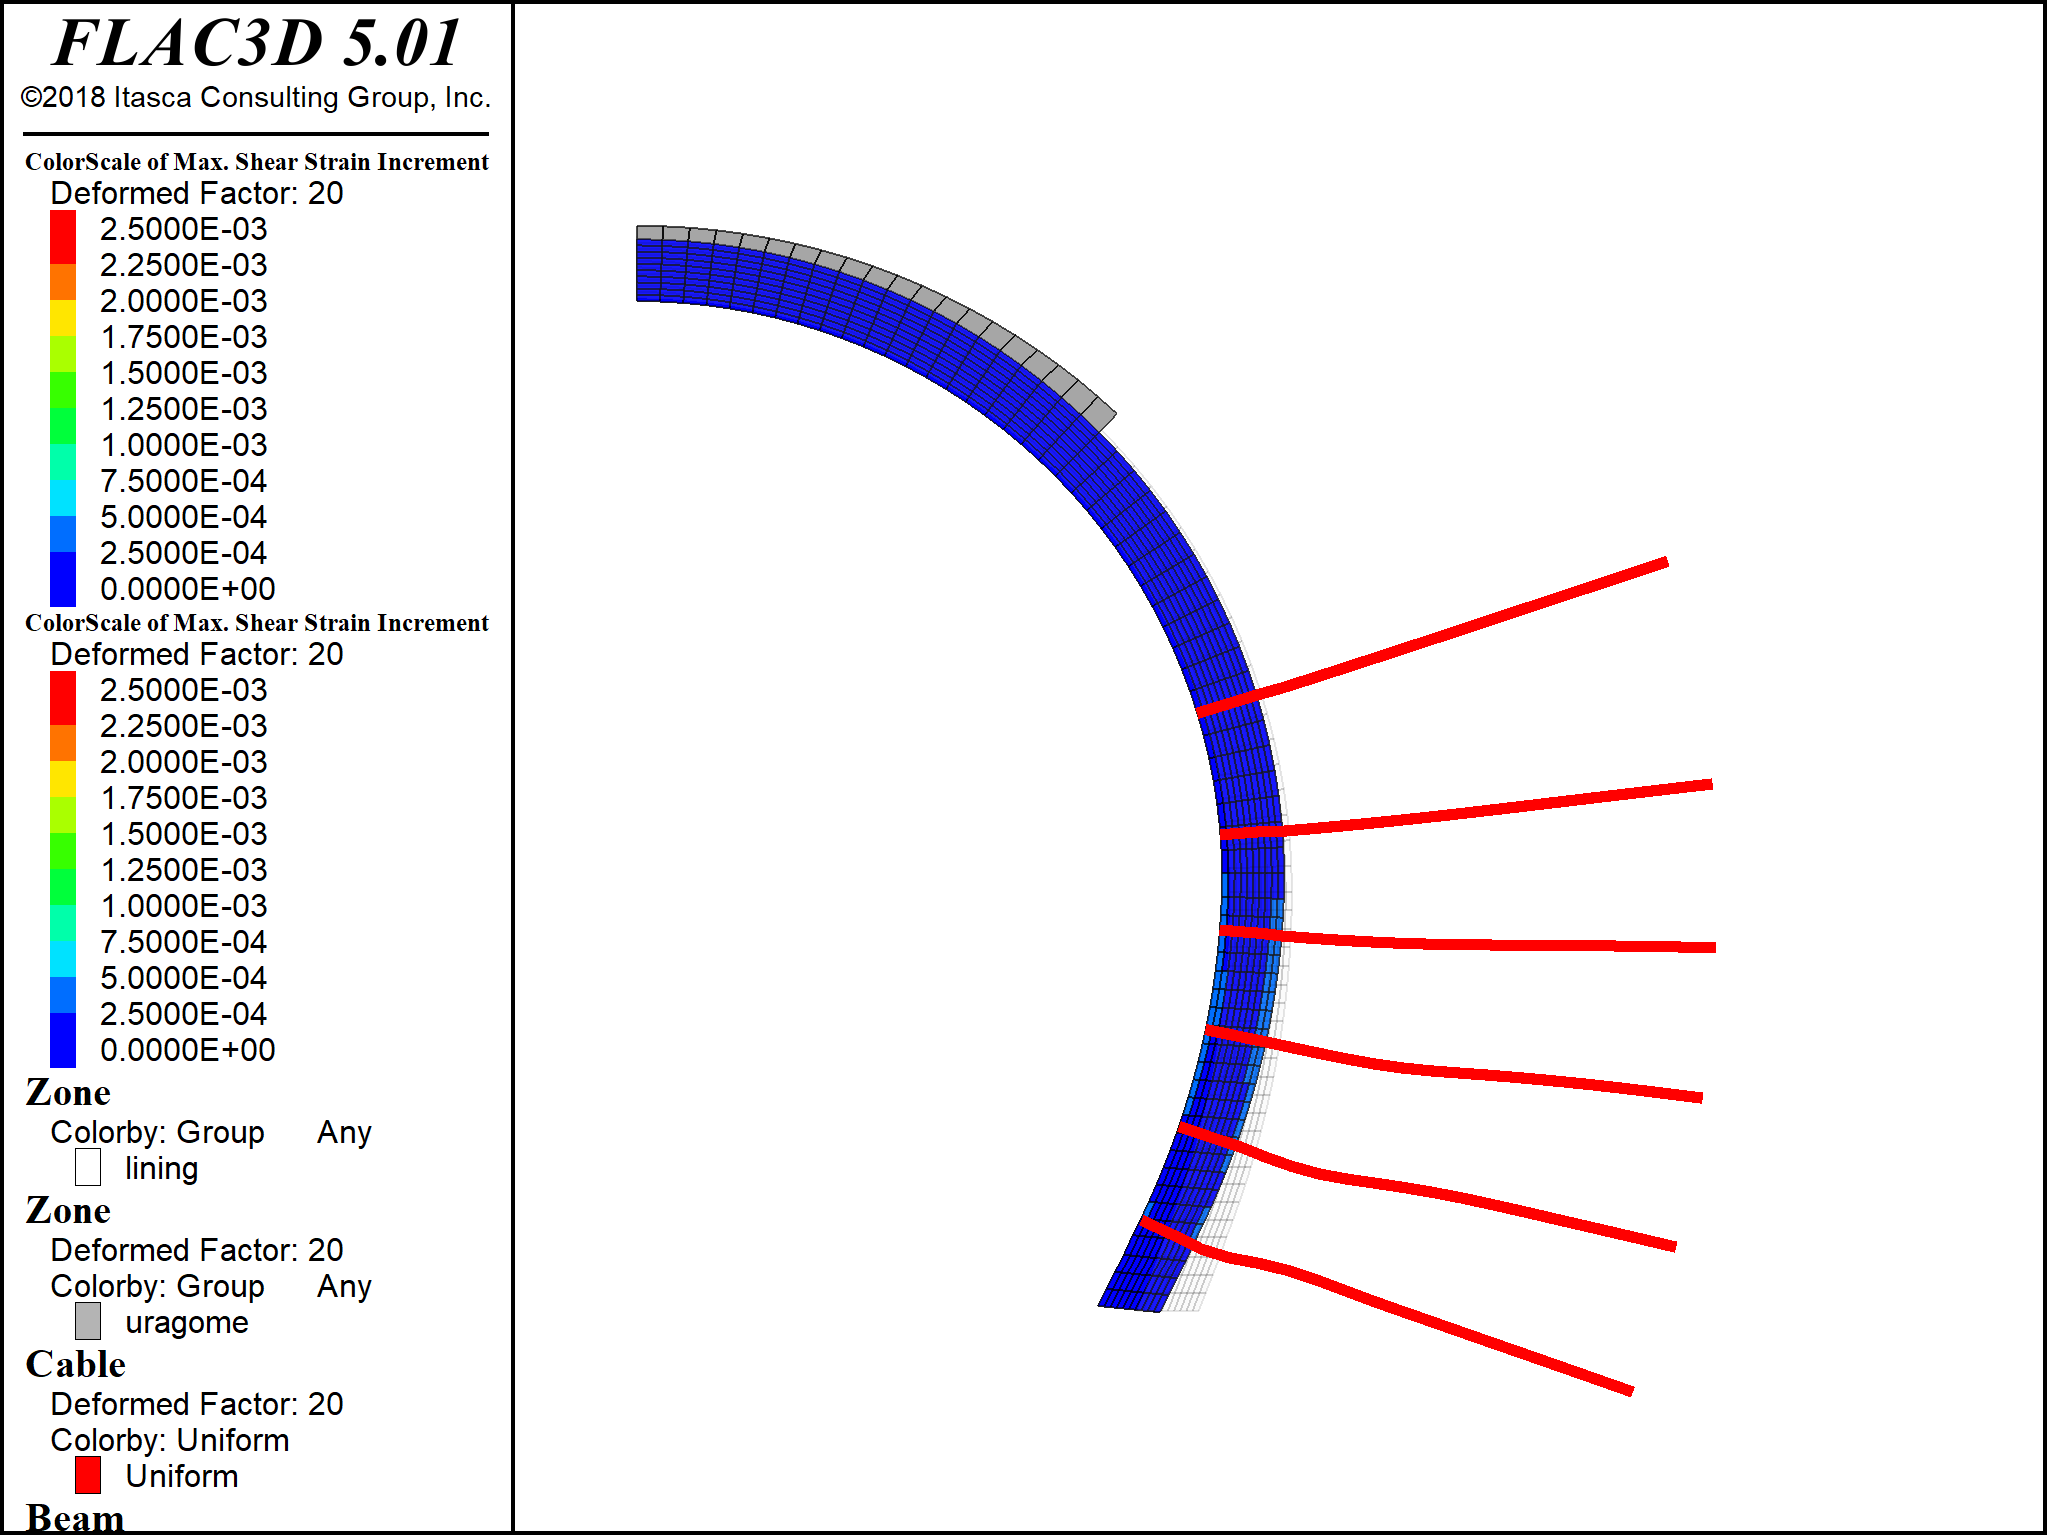 FLAC3D 5.01
©2018 Itasca Consulting Group, Inc.
ColorScale of Max. Shear Strain Increment
Deformed Factor: 20
2.5000E-03
2.2500E-03
2.0000E-03
1.7500E-03
1.5000E-03
1.2500E-03
1.0000E-03
7.5000E-04
5.0000E-04
2.5000E-04
0.0000E+00
ColorScale of Max. Shear Strain Increment
Deformed Factor: 20
2.5000E-03
2.2500E-03
2.0000E-03
1.7500E-03
1.5000E-03
1.2500E-03
1.0000E-03
7.5000E-04
5.0000E-04
2.5000E-04
0.0000E+00
Zone
Colorby: Group Any
lining
Zone
Deformed Factor: 20
Colorby: Group Any
uragome
Cable
Deformed Factor: 20
Colorby: Uniform
Uniform
Beam